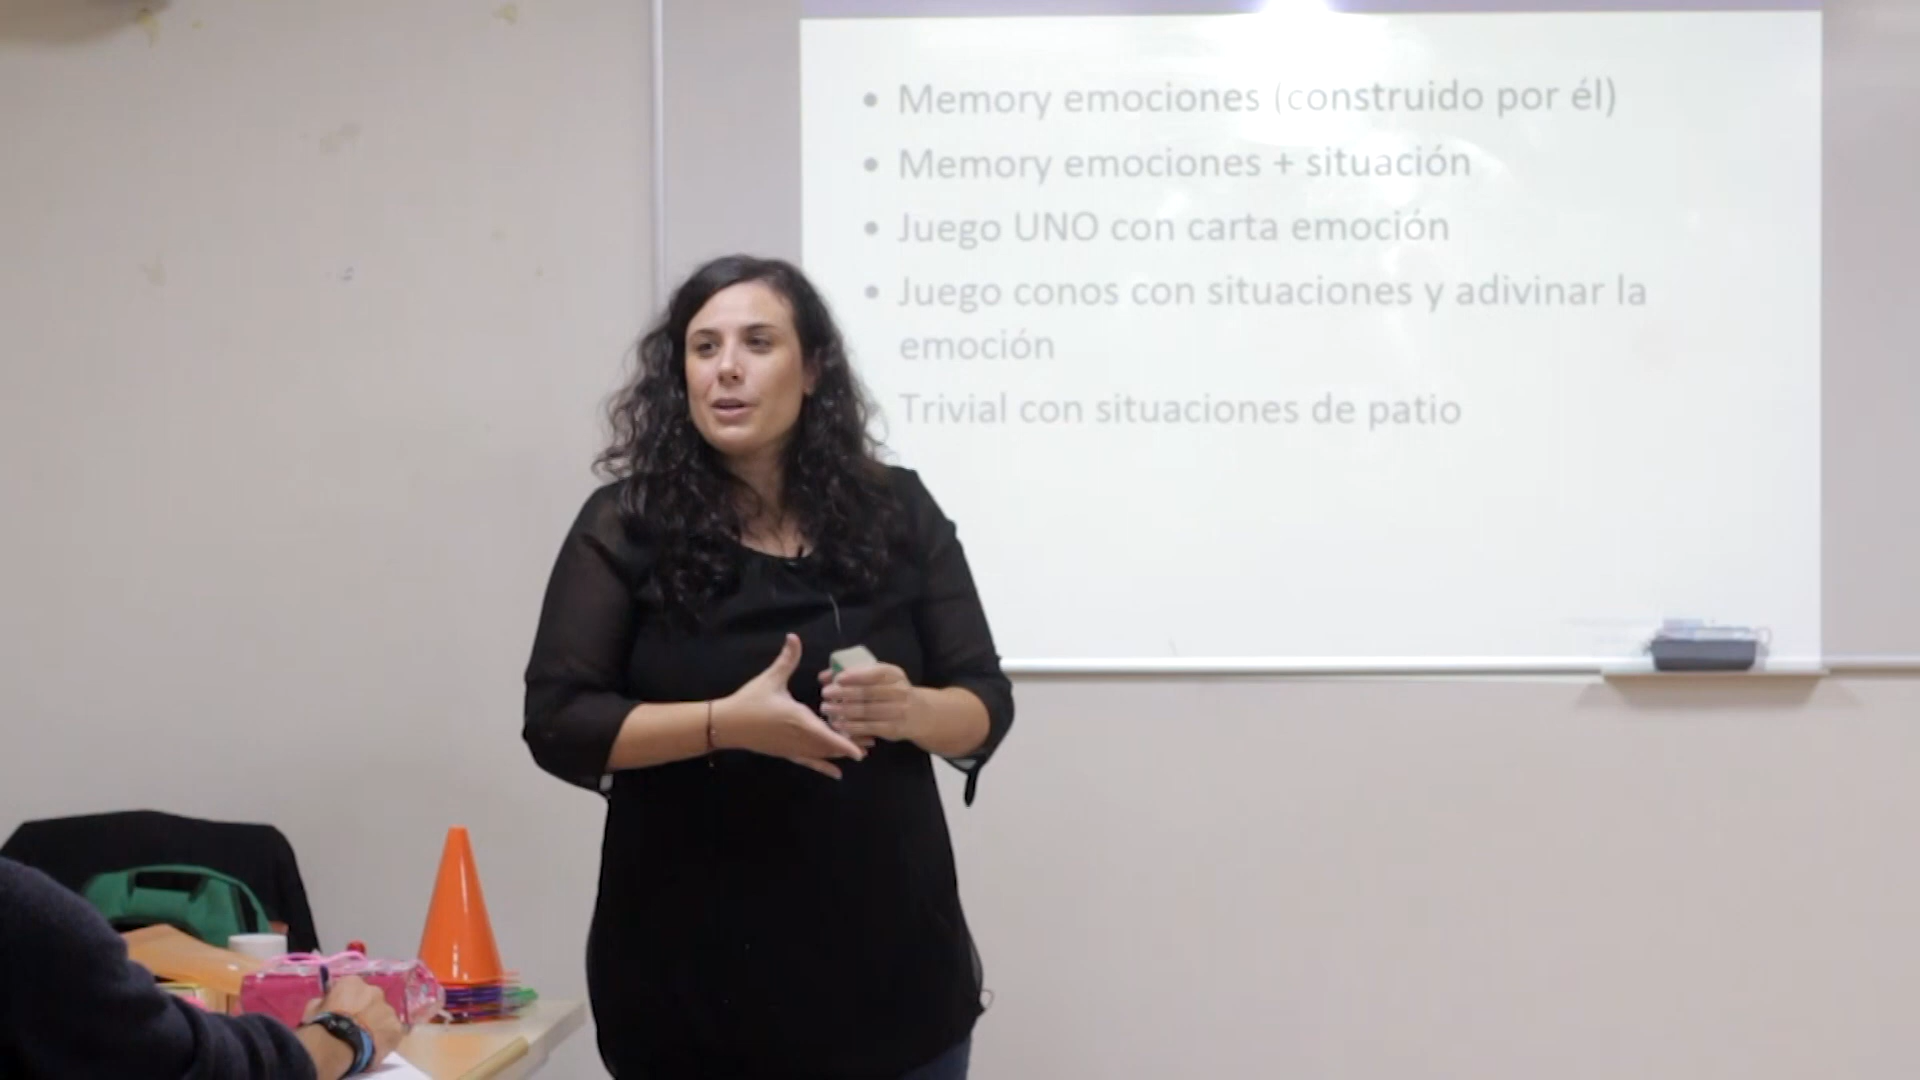 • Memory emociones (construido por él)
• Memory emociones + situación
• Juego UNO con carta emoción
• Juego conos con situaciones y adivinar la
emoción
Trivial con situaciones de patio